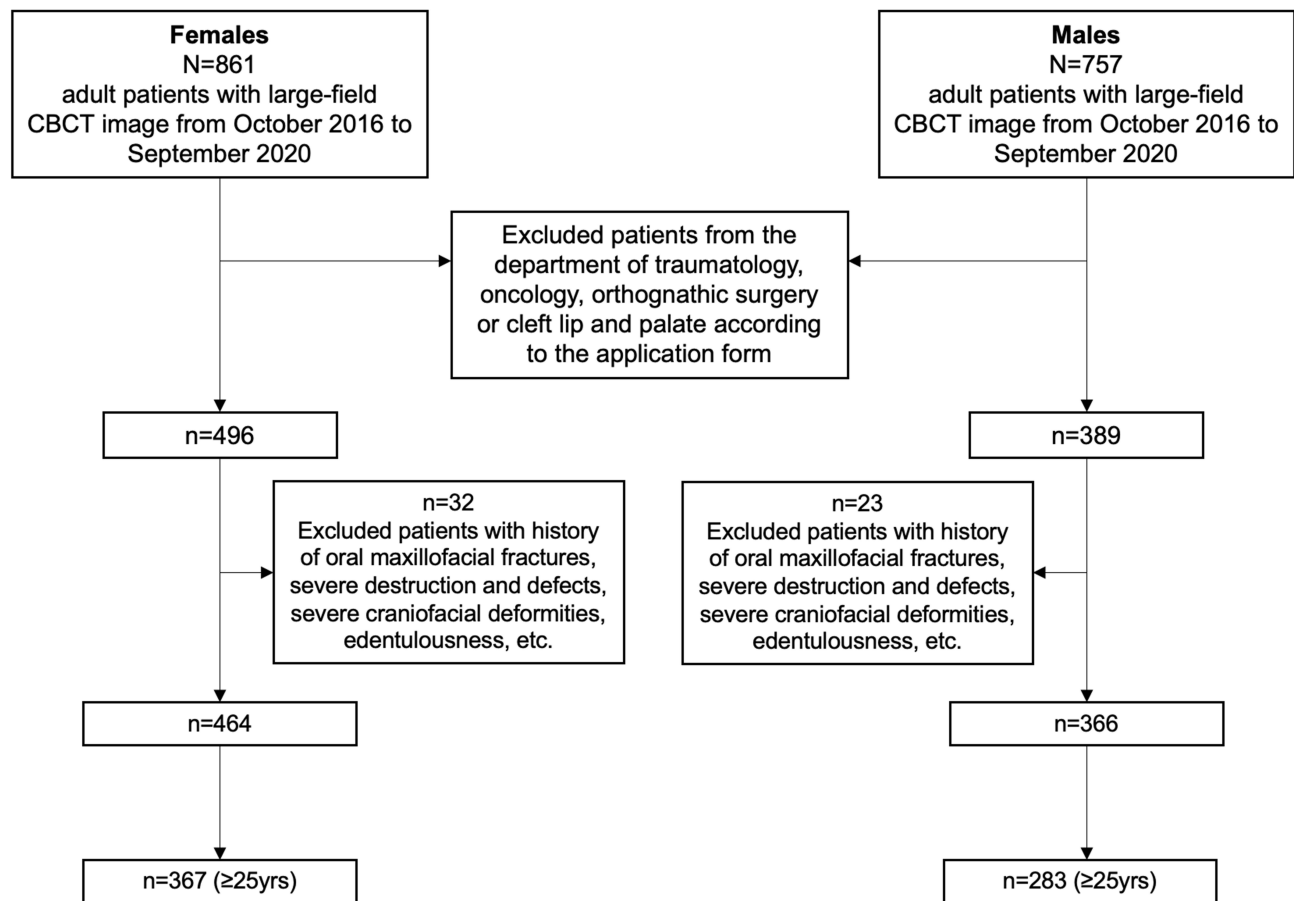 Females
N=861
adult patients with large-field
CBCT image from October 2016 to
September 2020
Males
N=757
adult patients with large-field
CBCT image from October 2016 to
September 2020
Excluded patients from the
department of traumatology,
oncology, orthognathic surgery
or cleft lip and palate according
to the application form
n=496
n=389
n=32
Excluded patients with history
of oral maxillofacial fractures,
severe destruction and defects,
severe craniofacial deformities,
edentulousness, etc.
n=23
Excluded patients with history
of oral maxillofacial fractures,
severe destruction and defects,
severe craniofacial deformities,
edentulousness, etc.
n=464
n=366
n=367 (≥25yrs)
n=283 (≥25yrs)